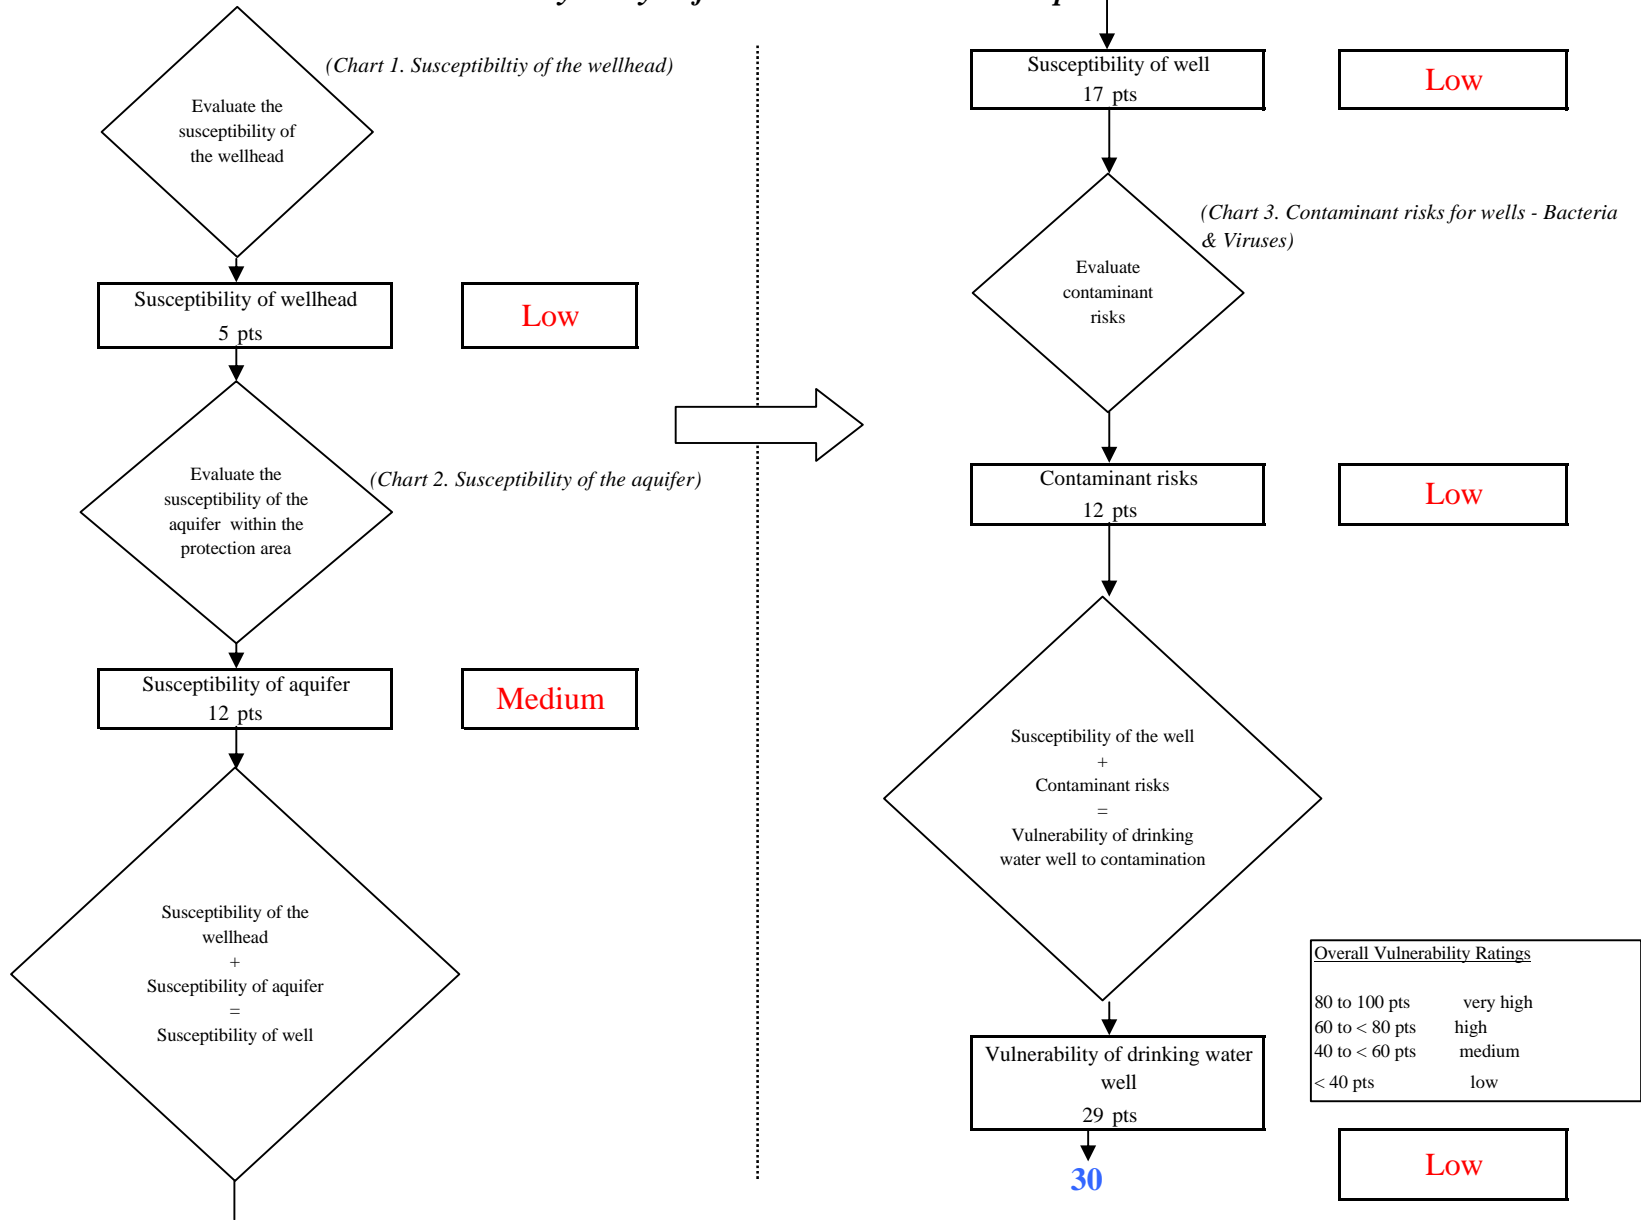 (Chart 1. Susceptibiltiy of the wellhead)
Evaluate the
susceptibility of
the wellhead
Susceptibility of wellhead
5 pts
Low
Evaluate the
susceptibility of the
aquifer within the
protection area
(Chart 2. Susceptibility of the aquifer)
Susceptibility of aquifer
12 pts
Medium
Susceptibility of the
wellhead
+
Susceptibility of aquifer
=
Susceptibility of well
Susceptibility of well
17 pts
Low
(Chart 3. Contaminant risks for wells - Bacteria
& Viruses)
Evaluate
contaminant
risks
Contaminant risks
12 pts
Low
Susceptibility of the well
+
Contaminant risks
=
Vulnerability of drinking
water well to contamination
Overall Vulnerability Ratings
80 to 100 pts very high
60 to < 80 pts high
40 to < 60 pts medium
< 40 pts low
Vulnerability of drinking water
well
29 pts
30
Low